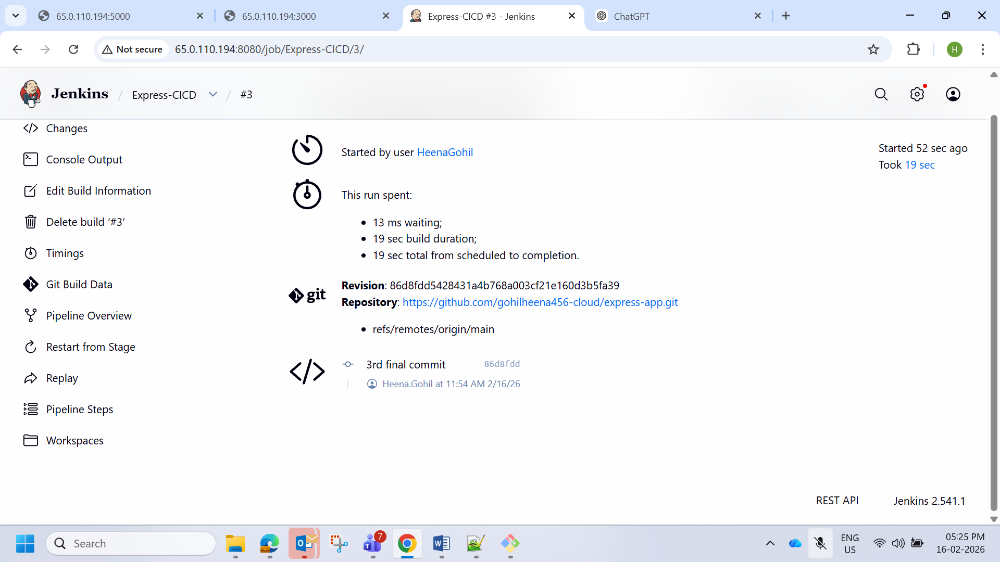 65.0.110.194:5000
65.0.110.194:3000
Express-CICD #3 - Jenkins
ChatGPT
Not secure
65.0.110.194:8080/job/Express-CICD/3/
H
Jenkins / Express-CICD / #3
Changes
Console Output
Edit Build Information
Delete build ‘#3’
Timings
Git Build Data
Pipeline Overview
Restart from Stage
Replay
Pipeline Steps
Workspaces
Started by user HeenaGohil
Started 52 sec ago
Took 19 sec
This run spent:
13 ms waiting;
19 sec build duration;
19 sec total from scheduled to completion.
git
Revision: 86d8fdd5428431a4b768a003cf21e160d3b5fa39
Repository: https://github.com/gohilheena456-cloud/express-app.git
refs/remotes/origin/main
</>
3rd final commit 86d8fdd
Heena.Gohil at 11:54 AM 2/16/26
REST API
Jenkins 2.541.1
Search
7
ENG
US
05:25 PM
16-02-2026